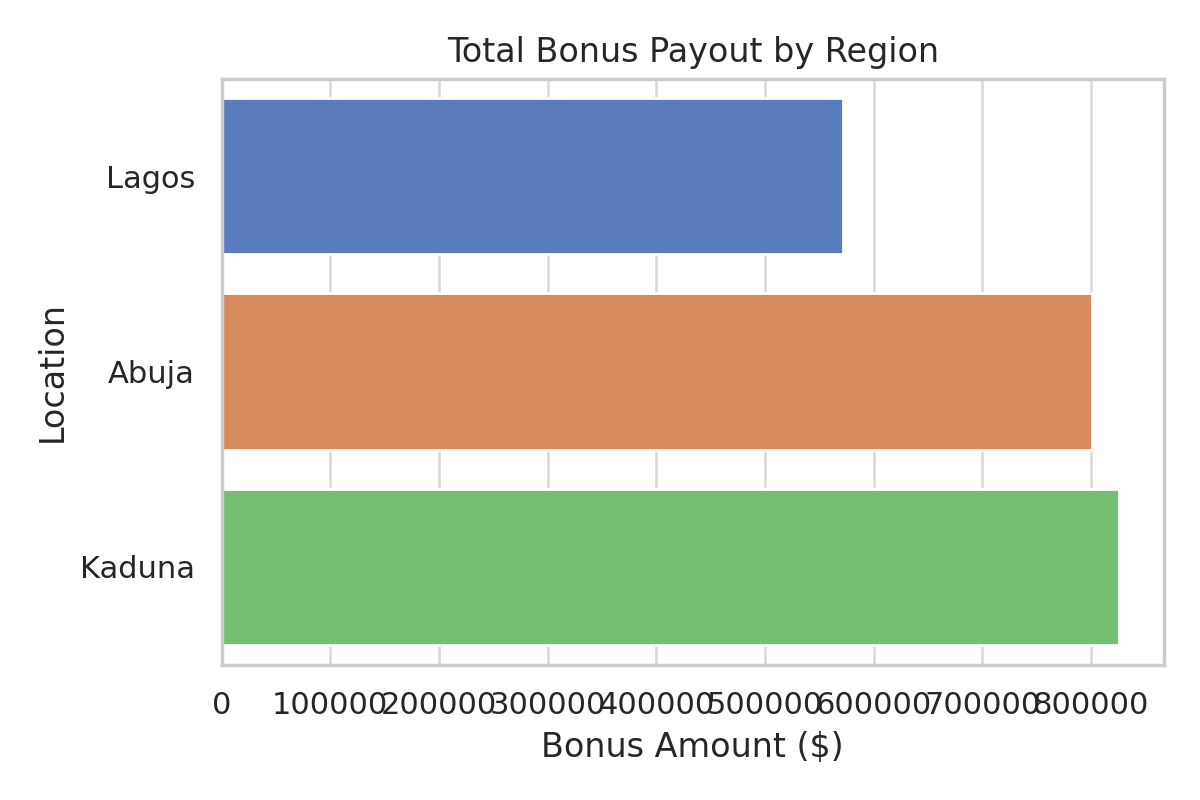 Total Bonus Payout by Region
Lagos
Abuja
Kaduna
Location
0 100000 200000 300000 400000 500000 600000 700000 800000
Bonus Amount ($)